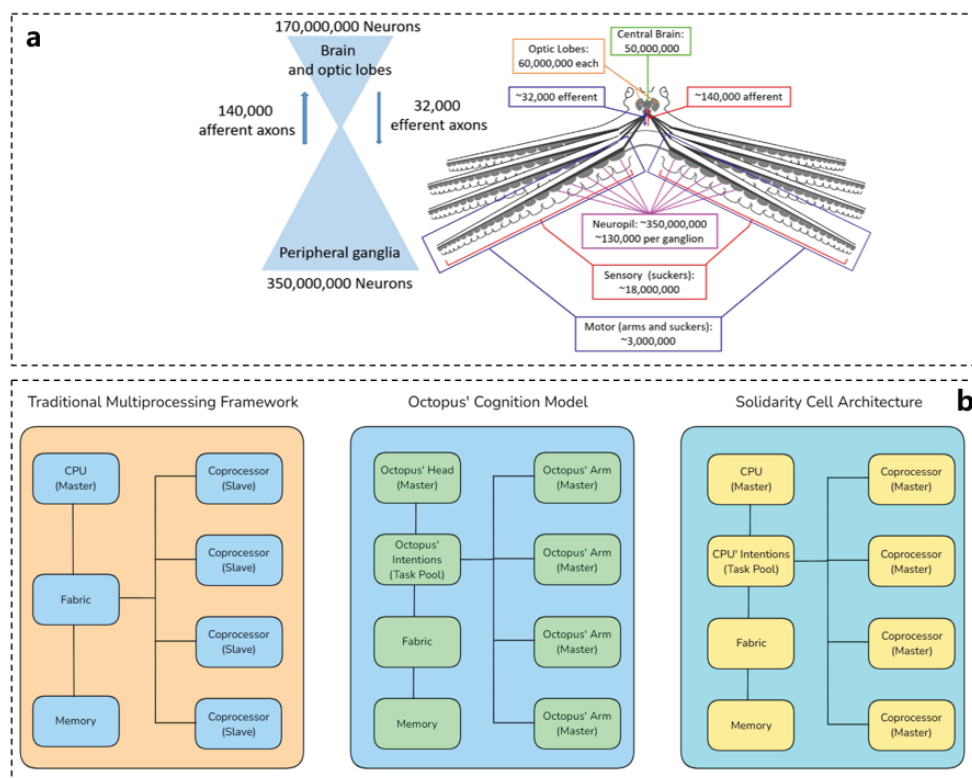 a
170,000,000 Neurons
Brain
and optic lobes
140,000
afferent axons
32,000
efferent axons
Peripheral ganglia
350,000,000 Neurons
Central Brain:
50,000,000
Optic Lobes:
60,000,000 each
~32,000 efferent
~140,000 afferent
Neuropil: ~350,000,000
~130,000 per ganglion
Sensory (suckers):
~18,000,000
Motor (arms and suckers):
~3,000,000
b
Traditional Multiprocessing Framework
CPU
(Master)
Fabric
Memory
Coprocessor
(Slave)
Coprocessor
(Slave)
Coprocessor
(Slave)
Coprocessor
(Slave)
Octopus' Cognition Model
Octopus' Head
(Master)
Octopus'
Intentions
(Task Pool)
Fabric
Memory
Octopus' Arm
(Master)
Octopus' Arm
(Master)
Octopus' Arm
(Master)
Octopus' Arm
(Master)
Solidarity Cell Architecture
CPU
(Master)
CPU' Intentions
(Task Pool)
Fabric
Memory
Coprocessor
(Master)
Coprocessor
(Master)
Coprocessor
(Master)
Coprocessor
(Master)